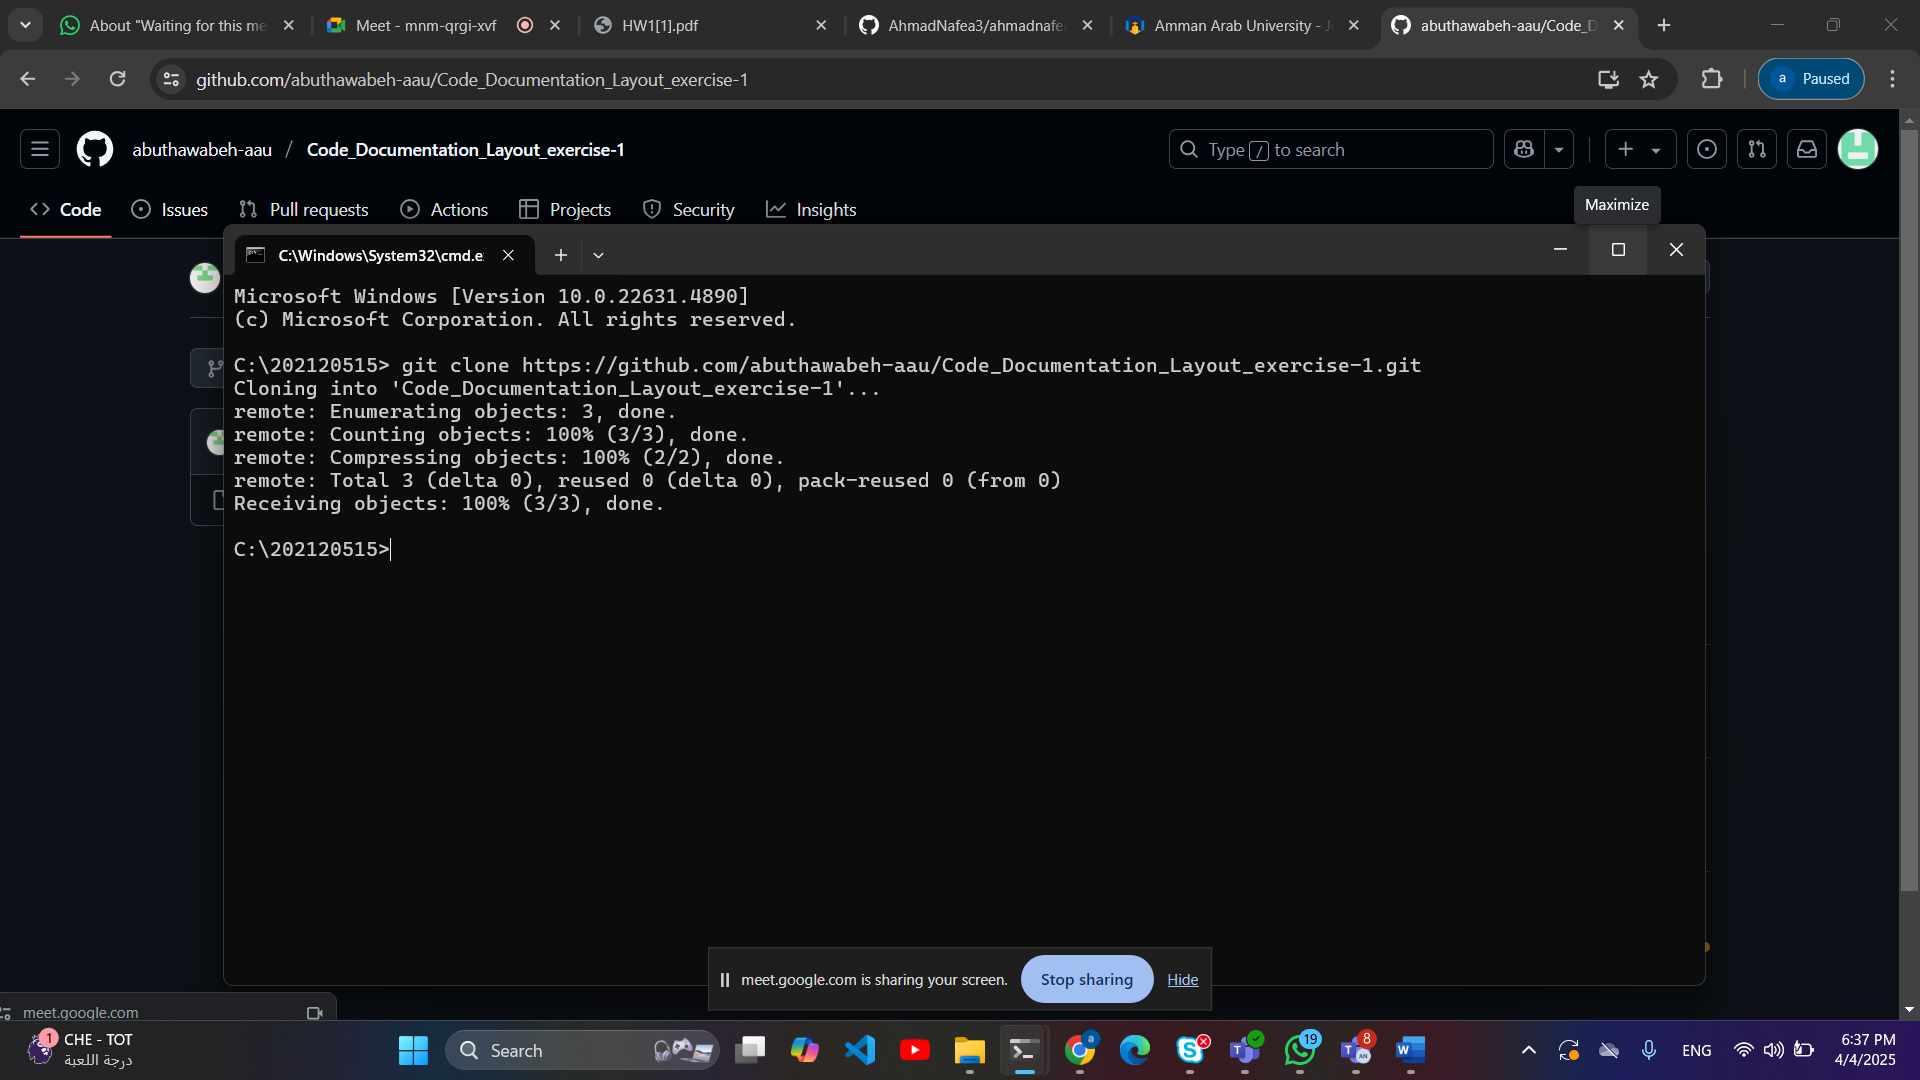 About "Waiting for this me
Meet - mnm-qrgi-xvf
HW1[1].pdf
AhmadNafea3/ahmadnafe
Amman Arab University -
abuthawabeh-aau/Code_D
github.com/abuthawabeh-aau/Code_Documentation_Layout_exercise-1
a Paused
abuthawabeh-aau / Code_Documentation_Layout_exercise-1
Type / to search
Code
Issues
Pull requests
Actions
Projects
Security
Insights
Maximize
C:\Windows\System32\cmd.e
Microsoft Windows [Version 10.0.22631.4890]
(c) Microsoft Corporation. All rights reserved.
C:\202120515> git clone https://github.com/abuthawabeh-aau/Code_Documentation_Layout_exercise-1.git
Cloning into 'Code_Documentation_Layout_exercise-1'...
remote: Enumerating objects: 3, done.
remote: Counting objects: 100% (3/3), done.
remote: Compressing objects: 100% (2/2), done.
remote: Total 3 (delta 0), reused 0 (delta 0), pack-reused 0 (from 0)
Receiving objects: 100% (3/3), done.
C:\202120515>
meet.google.com is sharing your screen.
Stop sharing
Hide
meet.google.com
1
CHE - TOT
درجة اللعبة
Search
a
19
8
ENG
6:37 PM
4/4/2025